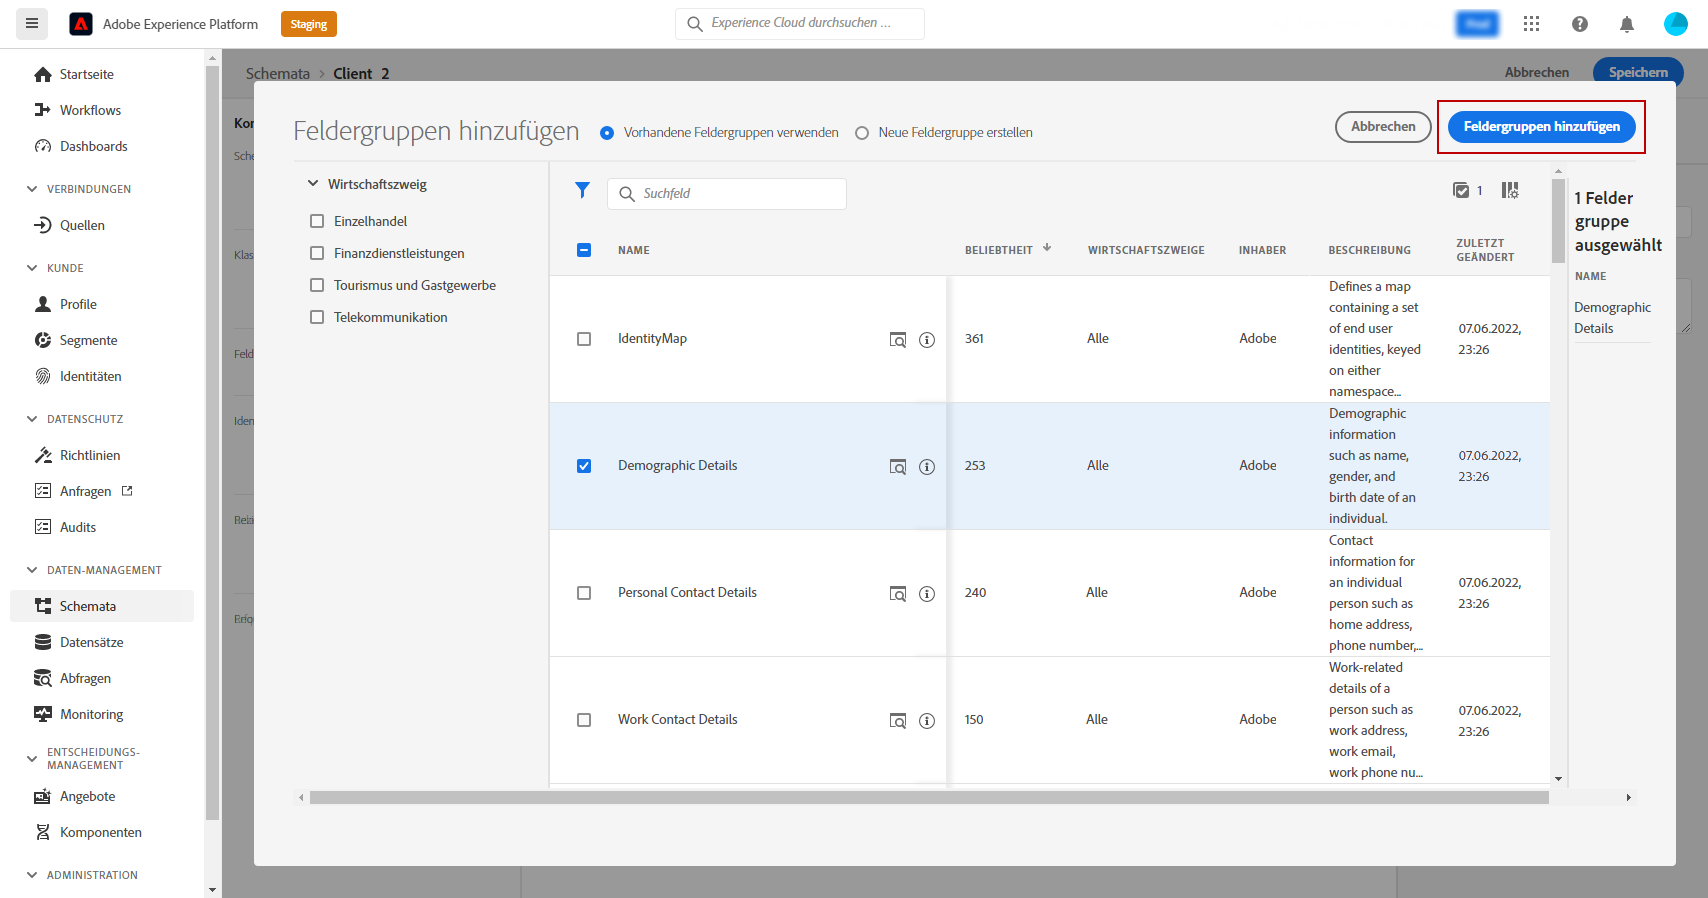 Adobe Experience Platform
Staging
Experience Cloud durchsuchen ...
Startseite
Workflows
Dashboards
VERBINDUNGEN
Quellen
KUNDE
Profile
Segmente
Identitäten
DATENSCHUTZ
Richtlinien
Anfragen
Audits
DATEN-MANAGEMENT
Schemata
Datensätze
Abfragen
Monitoring
ENTSCHEIDUNGS-
MANAGEMENT
Angebote
Komponenten
ADMINISTRATION
Schemata > Client 2
Abbrechen
Speichern
Feldergruppen hinzufügen
Vorhandene Feldergruppen verwenden
Neue Feldergruppe erstellen
Abbrechen
Feldergruppen hinzufügen
Wirtschaftszweig
Einzelhandel
Finanzdienstleistungen
Tourismus und Gastgewerbe
Telekommunikation
Suchfeld
1
NAME
BELIEBTHEIT
WIRTSCHAFTSZWEIGE
INHABER
BESCHREIBUNG
ZULETZT
GEÄNDERT
IdentityMap
361
Alle
Adobe
Defines a map
containing a set
of end user
identities, keyed
on either
namespace...
07.06.2022,
23:26
Demographic Details
253
Alle
Adobe
Demographic
information
such as name,
gender, and
birth date of an
individual.
07.06.2022,
23:26
Personal Contact Details
240
Alle
Adobe
Contact
information for
an individual
person such as
home address,
phone number,...
07.06.2022,
23:26
Work Contact Details
150
Alle
Adobe
Work-related
details of a
person such as
work address,
work email,
work phone nu...
07.06.2022,
23:26
1 Felder
gruppe
ausgewählt
NAME
Demographic
Details